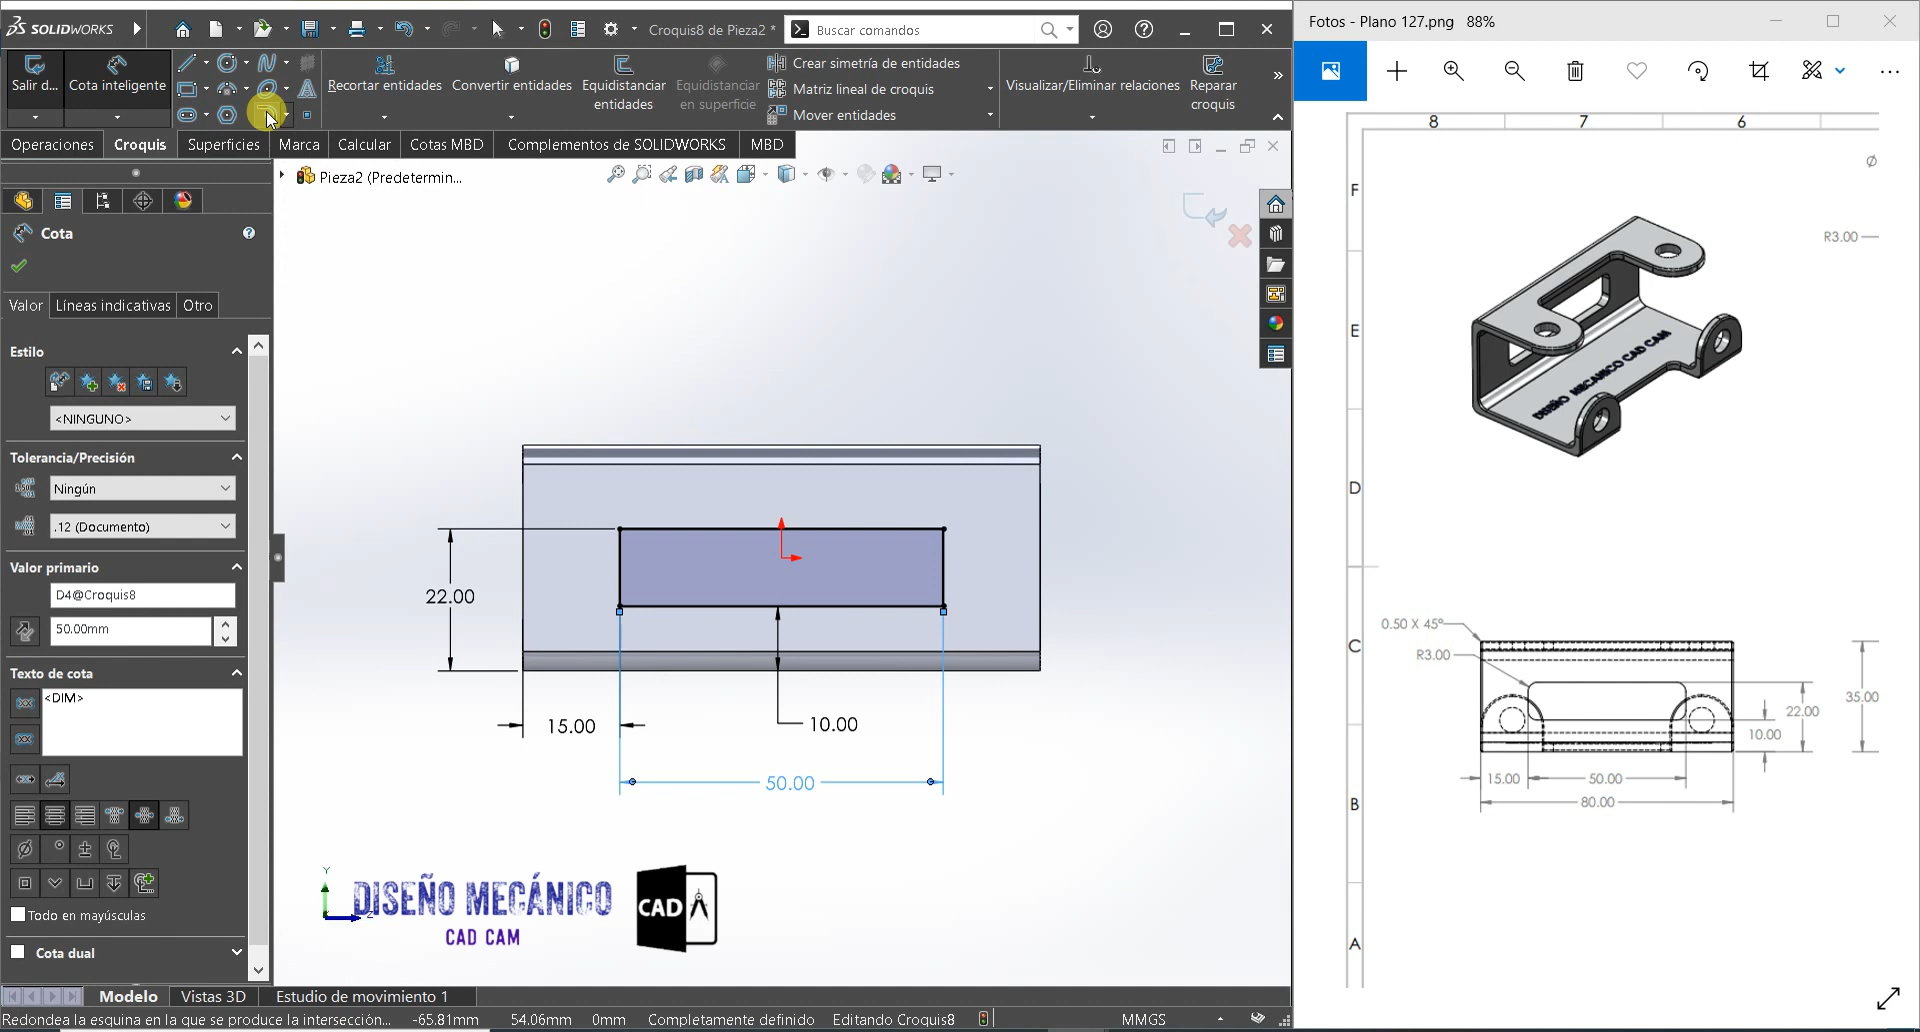 SOLIDWORKS
Croquis8 de Pieza2 *
Buscar comandos
Fotos - Plano 127.png 88%
Salir d...
Cota inteligente
Recortar entidades
Convertir entidades
Equidistanciar
entidades
Equidistanciar
en superficie
Crear simetría de entidades
Matriz lineal de croquis
Mover entidades
Visualizar/Eliminar relaciones
Reparar
croquis
Operaciones
Croquis
Superficies
Marca
Calcular
Cotas MBD
Complementos de SOLIDWORKS
MBD
Pieza2 (Predetermin...
Cota
Valor
Líneas indicativas
Otro
Estilo
<NINGUNO>
Tolerancia/Precisión
Ningún
.12 (Documento)
Valor primario
D4@Croquis8
50.00mm
Texto de cota
<DIM>
Todo en mayúsculas
Cota dual
22.00
15.00
10.00
50.00
Y
Z
DISEÑO MECÁNICO
CAD CAM
CAD
Modelo
Vistas 3D
Estudio de movimiento 1
Redondea la esquina en la que se produce la intersección...
-65.81mm
54.06mm
0mm
Completamente definido
Editando Croquis8
MMGS
8
7
6
F
E
D
C
B
A
∅
R3.00
DISEÑO MECANICO CAD CAM
0.50 X 45°
R3.00
22.00
35.00
10.00
15.00
50.00
80.00